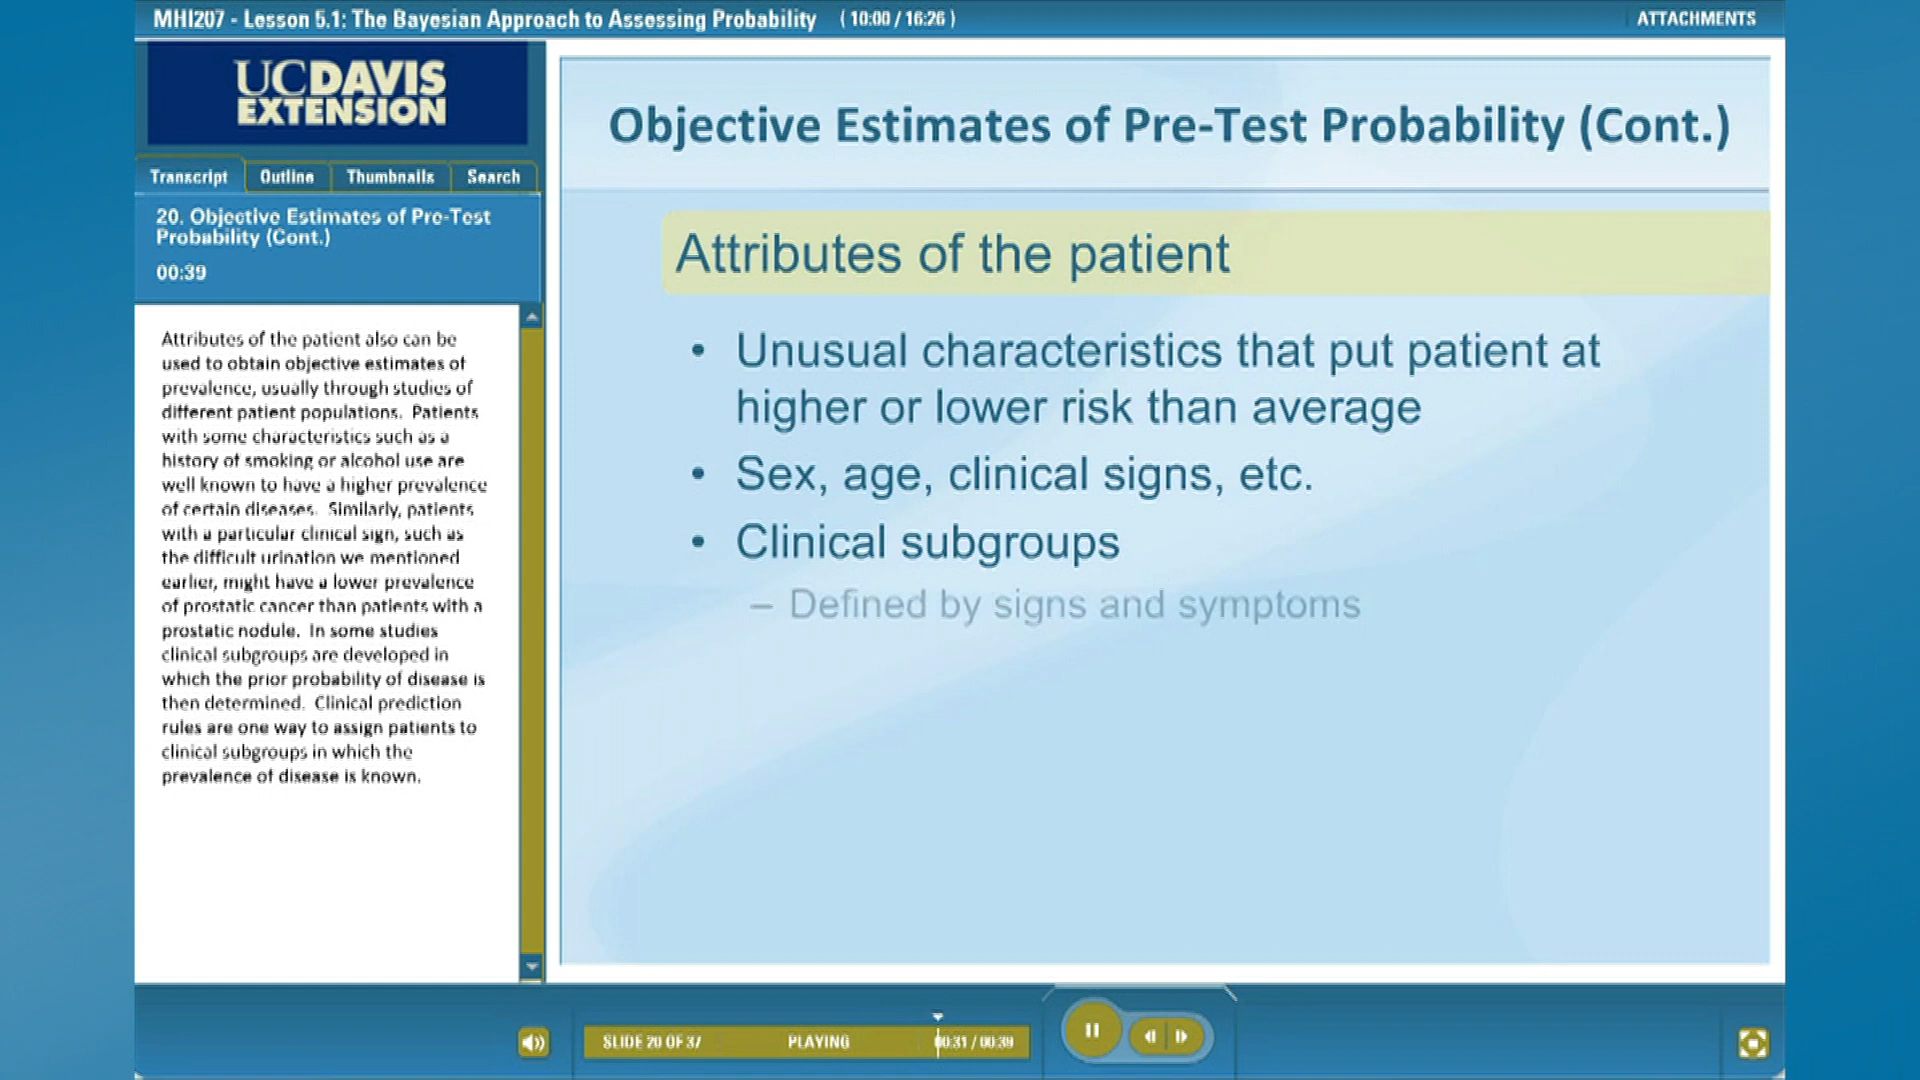 MHI207 - Lesson 5.1: The Bayesian Approach to Assessing Probability ( 10:00 / 16:26 )
ATTACHMENTS
UCDAVIS
EXTENSION
Transcript
Outline
Thumbnails
Search
20. Objective Estimates of Pre-Test
Probability (Cont.)
00:39
Attributes of the patient also can be
used to obtain objective estimates of
prevalence, usually through studies of
different patient populations. Patients
with some characteristics such as a
history of smoking or alcohol use are
well known to have a higher prevalence
of certain diseases. Similarly, patients
with a particular clinical sign, such as
the difficult urination we mentioned
earlier, might have a lower prevalence
of prostatic cancer than patients with a
prostatic nodule. In some studies
clinical subgroups are developed in
which the prior probability of disease is
then determined. Clinical prediction
rules are one way to assign patients to
clinical subgroups in which the
prevalence of disease is known.
Objective Estimates of Pre-Test Probability (Cont.)
Attributes of the patient
• Unusual characteristics that put patient at
higher or lower risk than average
• Sex, age, clinical signs, etc.
• Clinical subgroups
– Defined by signs and symptoms
SLIDE 20 OF 37
PLAYING
00:31 / 00:39